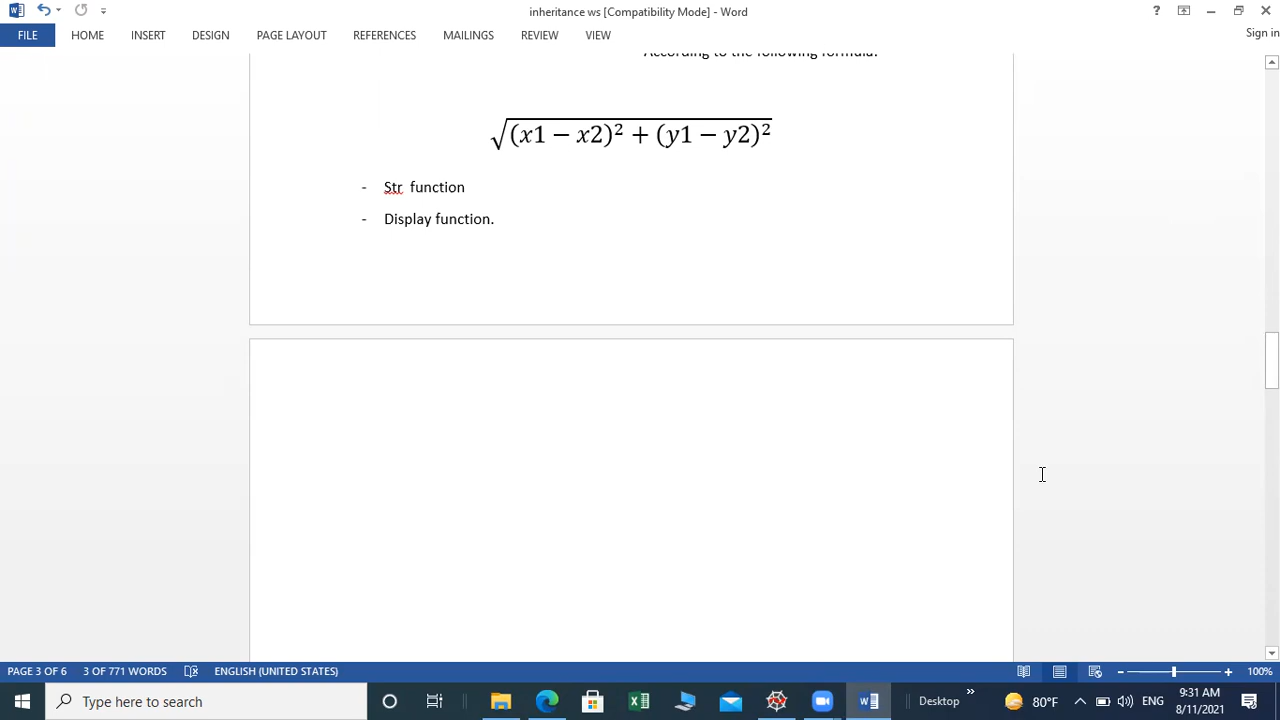 inheritance ws [Compatibility Mode] - Word
?
FILE HOME INSERT DESIGN PAGE LAYOUT REFERENCES MAILINGS REVIEW VIEW Sign in
According to the following formula:
√(x1 − x2)² + (y1 − y2)²
- Str function
- Display function.
PAGE 3 OF 6 3 OF 771 WORDS ENGLISH (UNITED STATES) 100%
Type here to search Desktop 80°F ENG 9:31 AM
8/11/2021